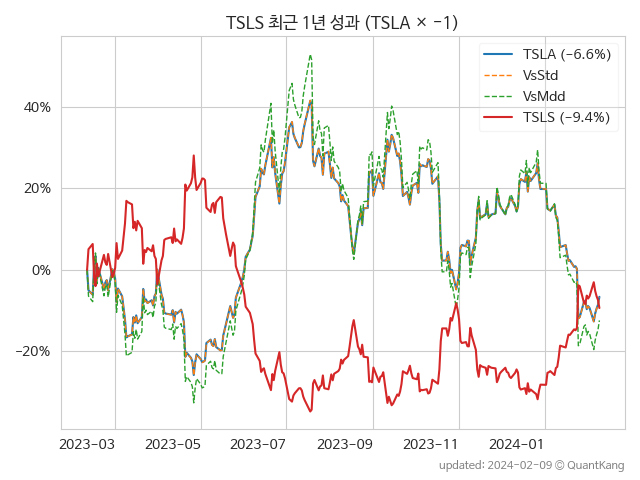 TSLS 최근 1년 성과 (TSLA × −1)
TSLA (−6.6%)
VsStd
VsMdd
TSLS (−9.4%)
40%
20%
0%
−20%
2023-03 2023-05 2023-07 2023-09 2023-11 2024-01
updated: 2024-02-09 © QuantKang